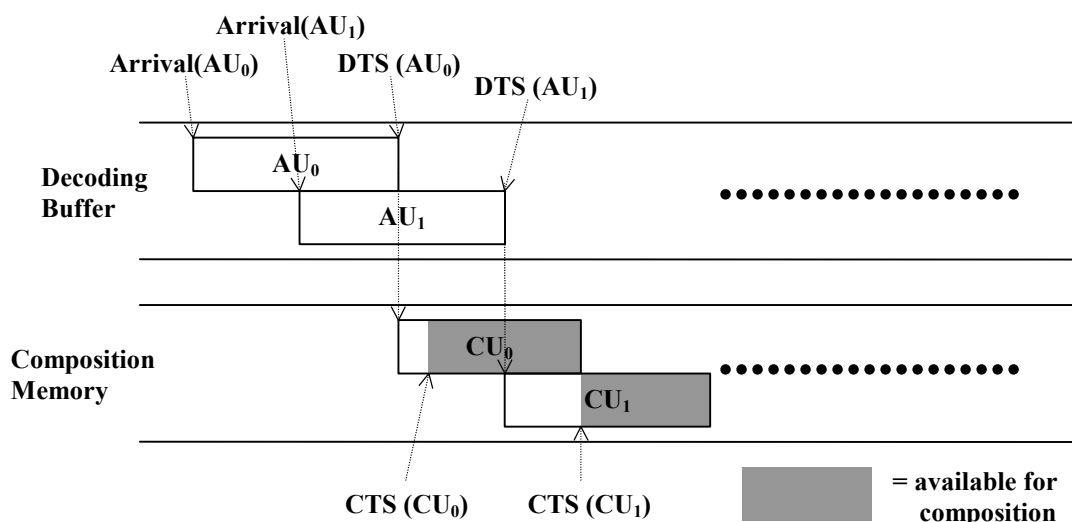 Arrival(AU₁)
Arrival(AU₀)
DTS (AU₀)
DTS (AU₁)
Decoding
Buffer
AU₀
AU₁
Composition
Memory
CU₀
CU₁
CTS (CU₀)
CTS (CU₁)
= available for
composition